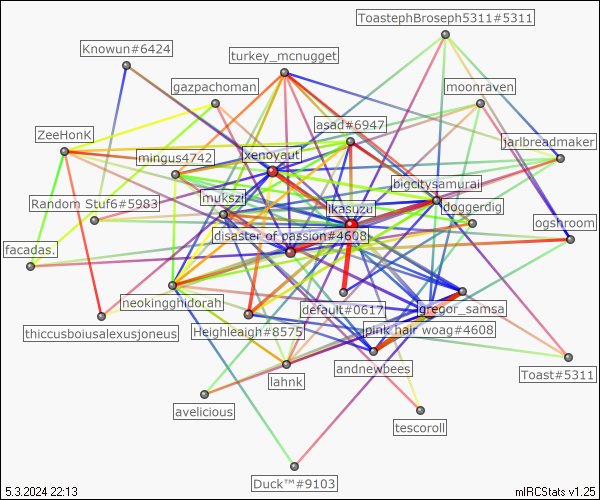 ToastephBroseph5311#5311
Knowun#6424
turkey_mcnugget
gazpachoman
moonraven
asad#6947
ZeeHonK
jarlbreadmaker
mingus4742
xenoyaut
bigcitysamurai
mukszi
Random Stuf6#5983
likasuzu
doggerdig
ogshroom
disaster of passion#4608
facadas.
neokingghidorah
default#0617
gregor_samsa
thiccusboiusalexusjoneus
Heighleaigh#8575
pink hair woag#4608
andnewbees
Toast#5311
lahnk
avelicious
tescoroll
Duck™#9103
5.3.2024 22:13
mIRCStats v1.25